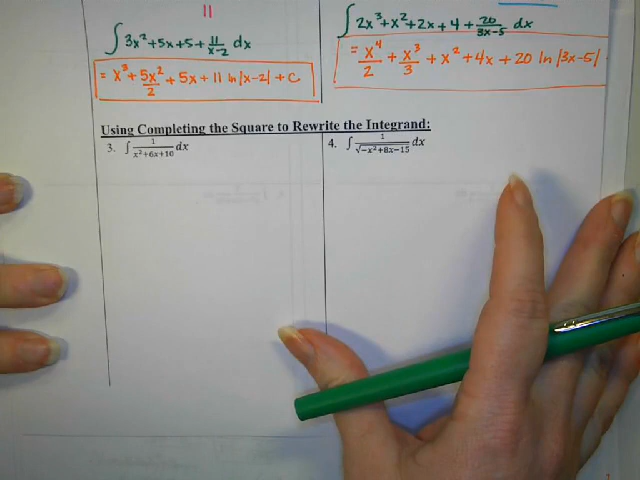 11
∫ 3x²+5x+5+ 11/x-2 dx
= x³ + 5x²/2 + 5x + 11 ln|x-2| + C
∫ 2x³+x²+2x+4+ 20/3x-5 dx
= x⁴/2 + x³/3 + x² + 4x + 20 ln |3x-5|
Using Completing the Square to Rewrite the Integrand:
3. ∫ 1/x²+6x+10 dx
4. ∫ 1/√-x²+8x-15 dx